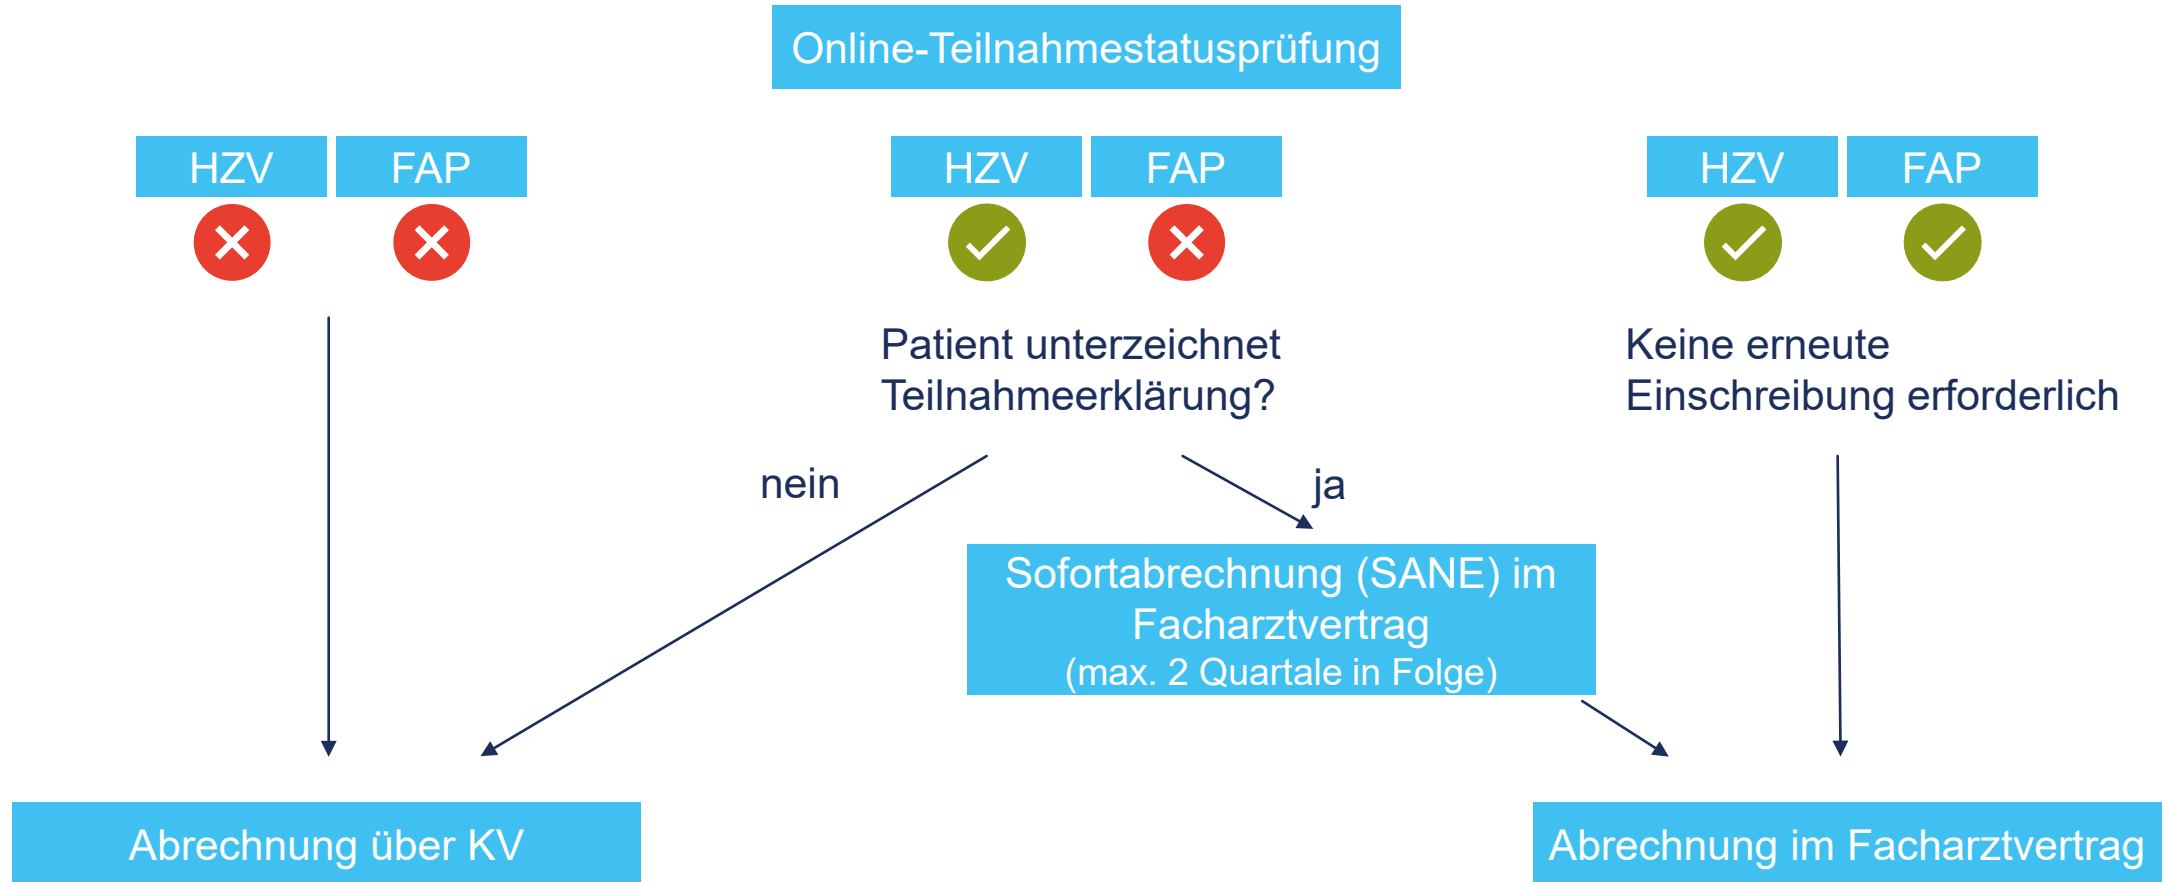 Online-Teilnahmestatusprüfung
HZV FAP
HZV FAP
HZV FAP
Patient unterzeichnet
Teilnahmeerklärung?
Keine erneute
Einschreibung erforderlich
nein
ja
Sofortabrechnung (SANE) im
Facharztvertrag
(max. 2 Quartale in Folge)
Abrechnung über KV
Abrechnung im Facharztvertrag